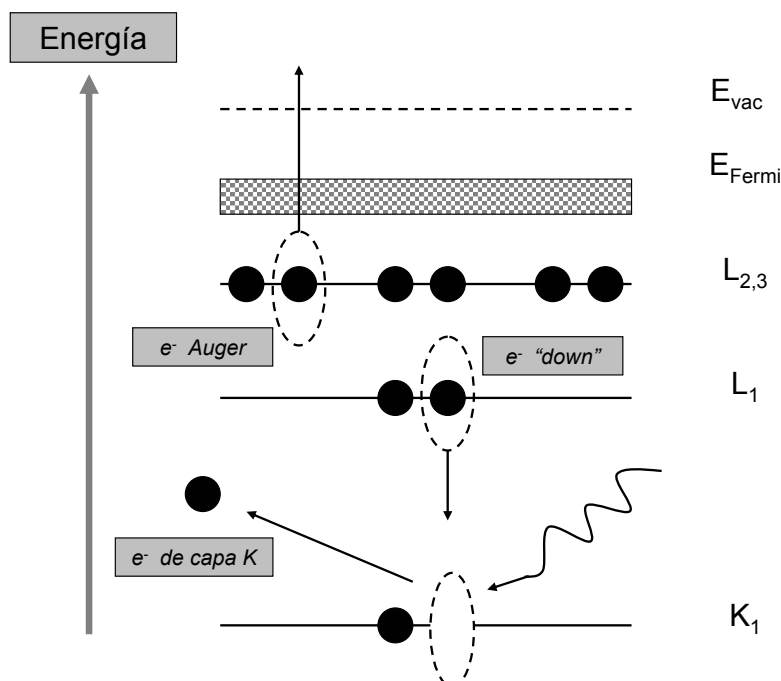 Energía
E_vac
E_Fermi
L_2,3
e⁻ Auger
e⁻ “down”
L_1
e⁻ de capa K
K_1